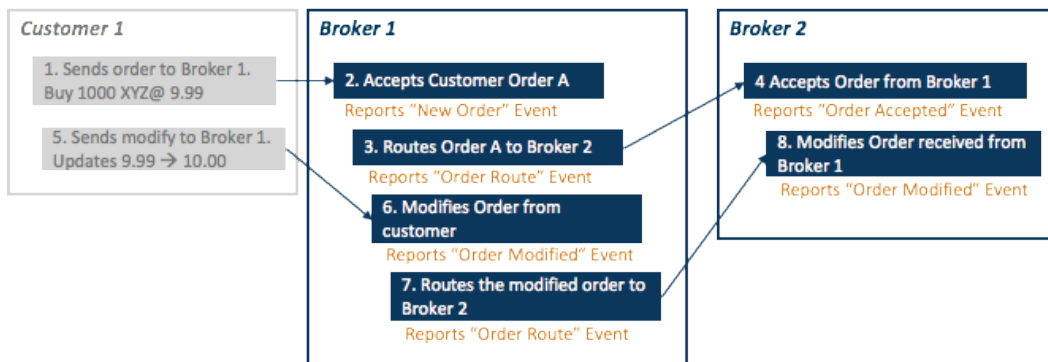 Customer 1
1. Sends order to Broker 1.
Buy 1000 XYZ@ 9.99
5. Sends modify to Broker 1.
Updates 9.99 → 10.00
Broker 1
2. Accepts Customer Order A
Reports “New Order” Event
3. Routes Order A to Broker 2
Reports “Order Route” Event
6. Modifies Order from
customer
Reports “Order Modified” Event
7. Routes the modified order to
Broker 2
Reports “Order Route” Event
Broker 2
4 Accepts Order from Broker 1
Reports “Order Accepted” Event
8. Modifies Order received from
Broker 1
Reports “Order Modified” Event